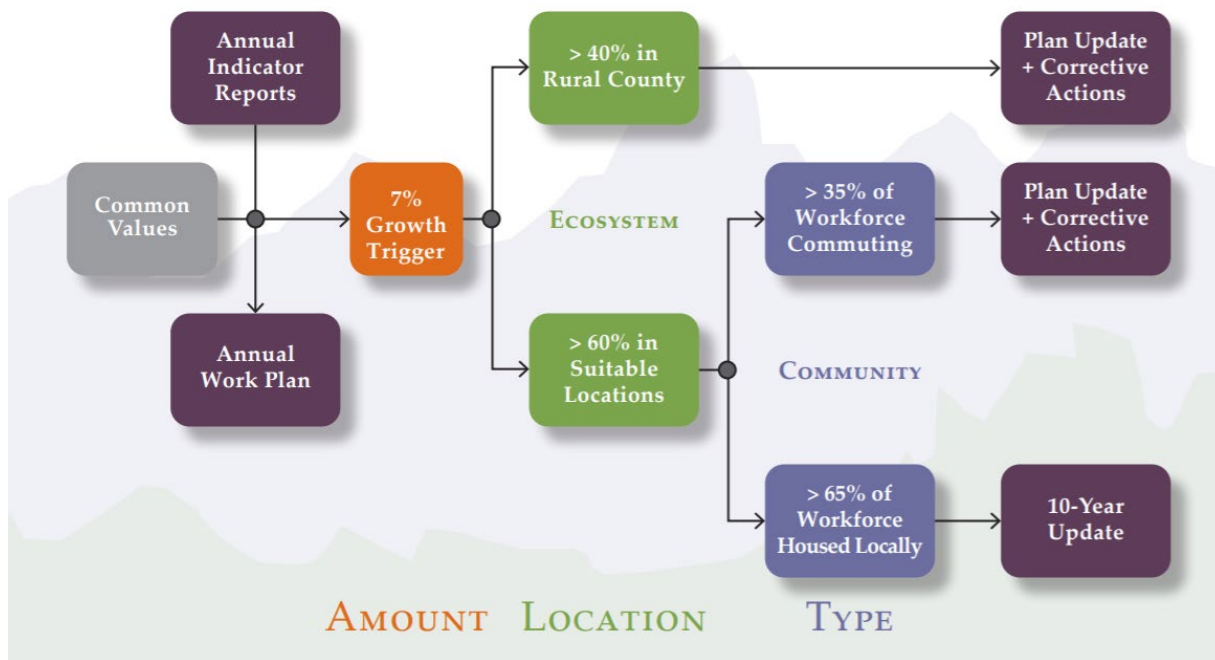 Annual
Indicator
Reports
> 40% in
Rural County
Plan Update
+ Corrective
Actions
Common
Values
7%
Growth
Trigger
Ecosystem
> 35% of
Workforce
Commuting
Plan Update
+ Corrective
Actions
Annual
Work Plan
> 60% in
Suitable
Locations
Community
> 65% of
Workforce
Housed Locally
10-Year
Update
Amount
Location
Type